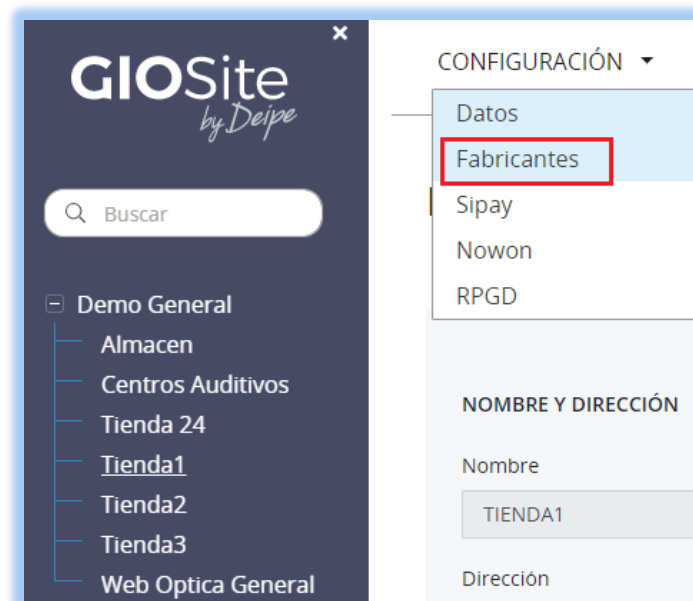 GIOSite
by Deipe
Buscar
Demo General
Almacen
Centros Auditivos
Tienda 24
Tienda1
Tienda2
Tienda3
Web Optica General
CONFIGURACIÓN
Datos
Fabricantes
Sipay
Nowon
RPGD
NOMBRE Y DIRECCIÓN
Nombre
TIENDA1
Dirección